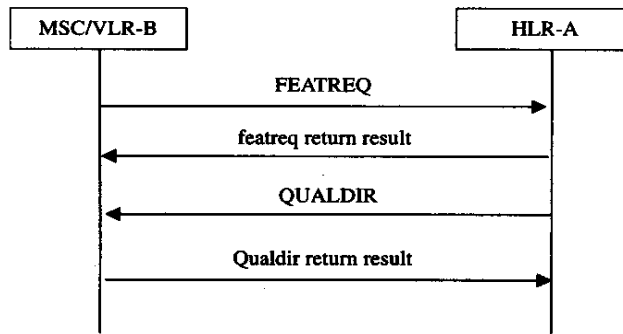 MSC/VLR-B
HLR-A
FEATREQ
featreq return result
QUALDIR
Qualdir return result